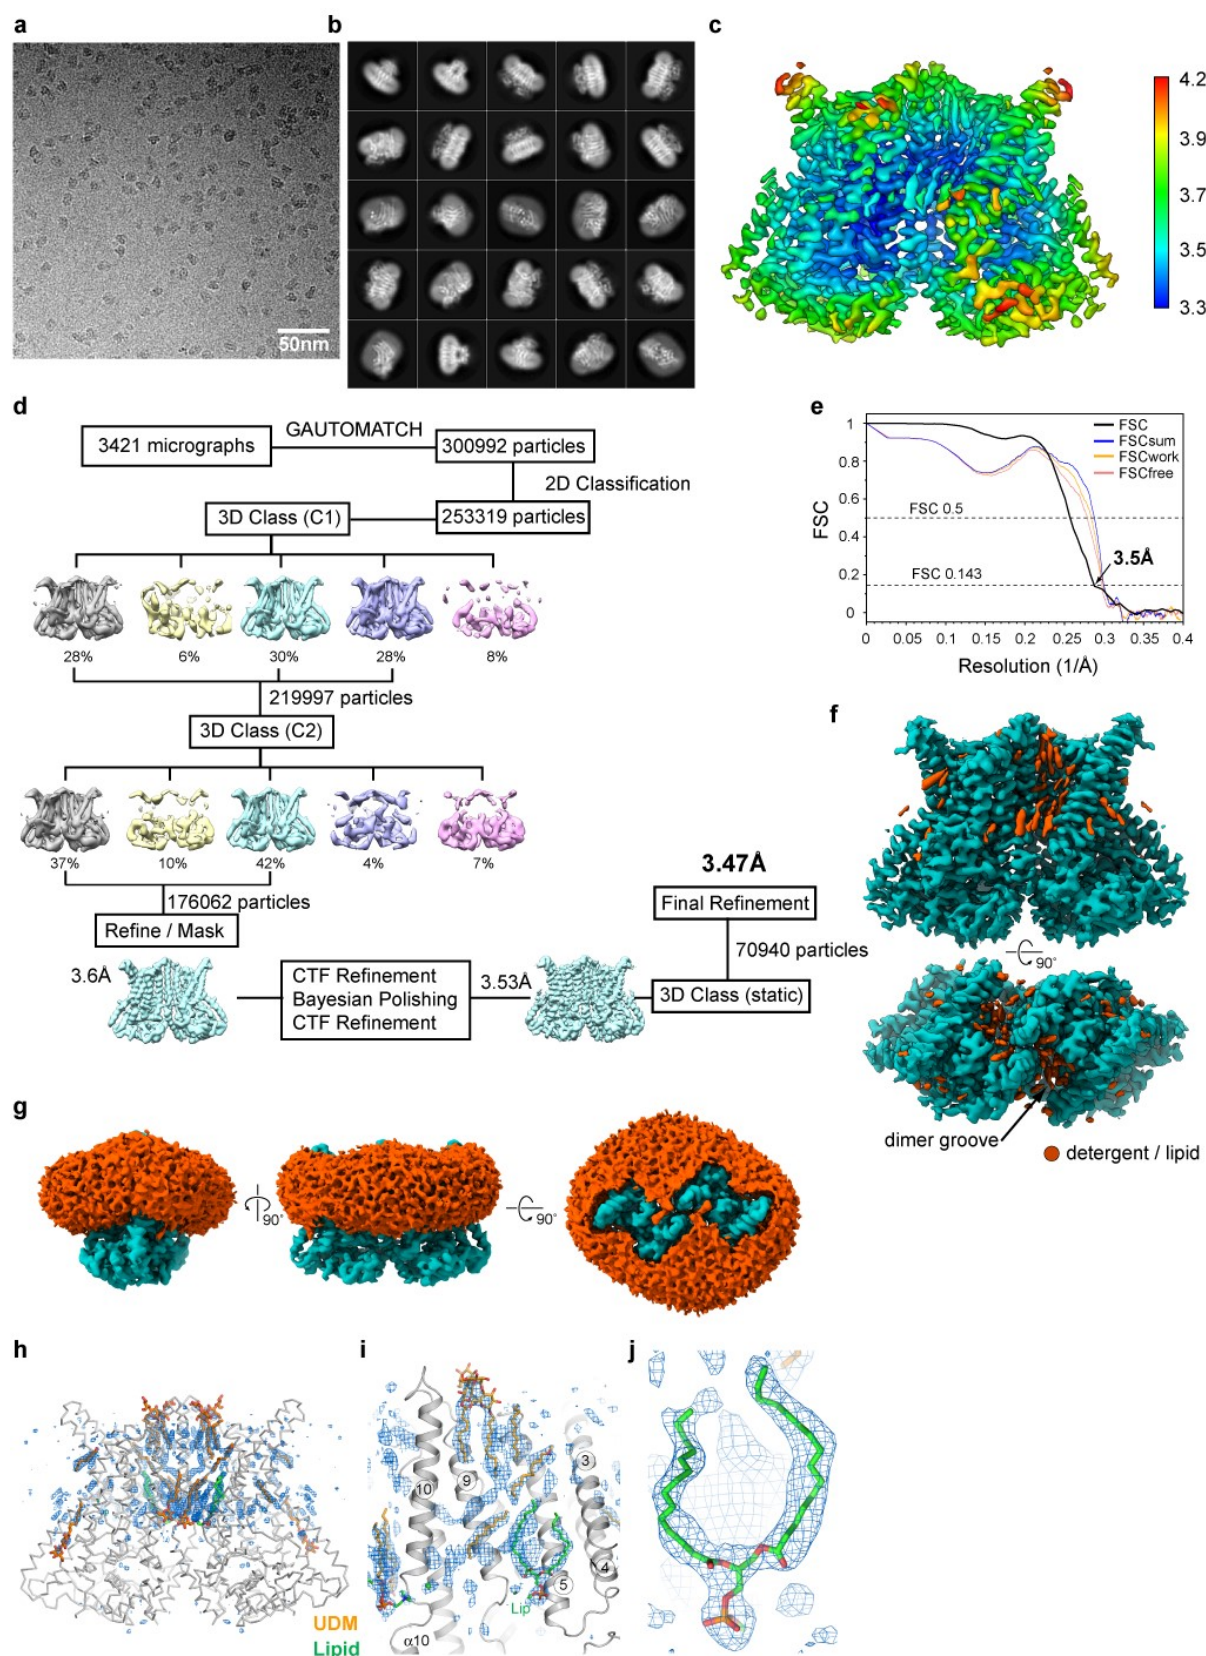 a
b
c
50nm
4.2
3.9
3.7
3.5
3.3
d
3421 micrographs
GAUTOMATCH
300992 particles
2D Classification
253319 particles
3D Class (C1)
28%
6%
30%
28%
8%
219997 particles
3D Class (C2)
37%
10%
42%
4%
7%
176062 particles
Refine / Mask
3.6Å
CTF Refinement
Bayesian Polishing
CTF Refinement
3.53Å
3D Class (static)
70940 particles
Final Refinement
3.47Å
e
1
0.8
0.6
0.4
0.2
0
FSC
FSC
FSCsum
FSCwork
FSCfree
FSC 0.5
FSC 0.143
3.5Å
0
0.05
0.1
0.15
0.2
0.25
0.3
0.35
0.4
Resolution (1/Å)
f
90°
dimer groove
detergent / lipid
g
90°
90°
h
UDM
Lipid
i
10
9
3
4
5
Lip
α10
j